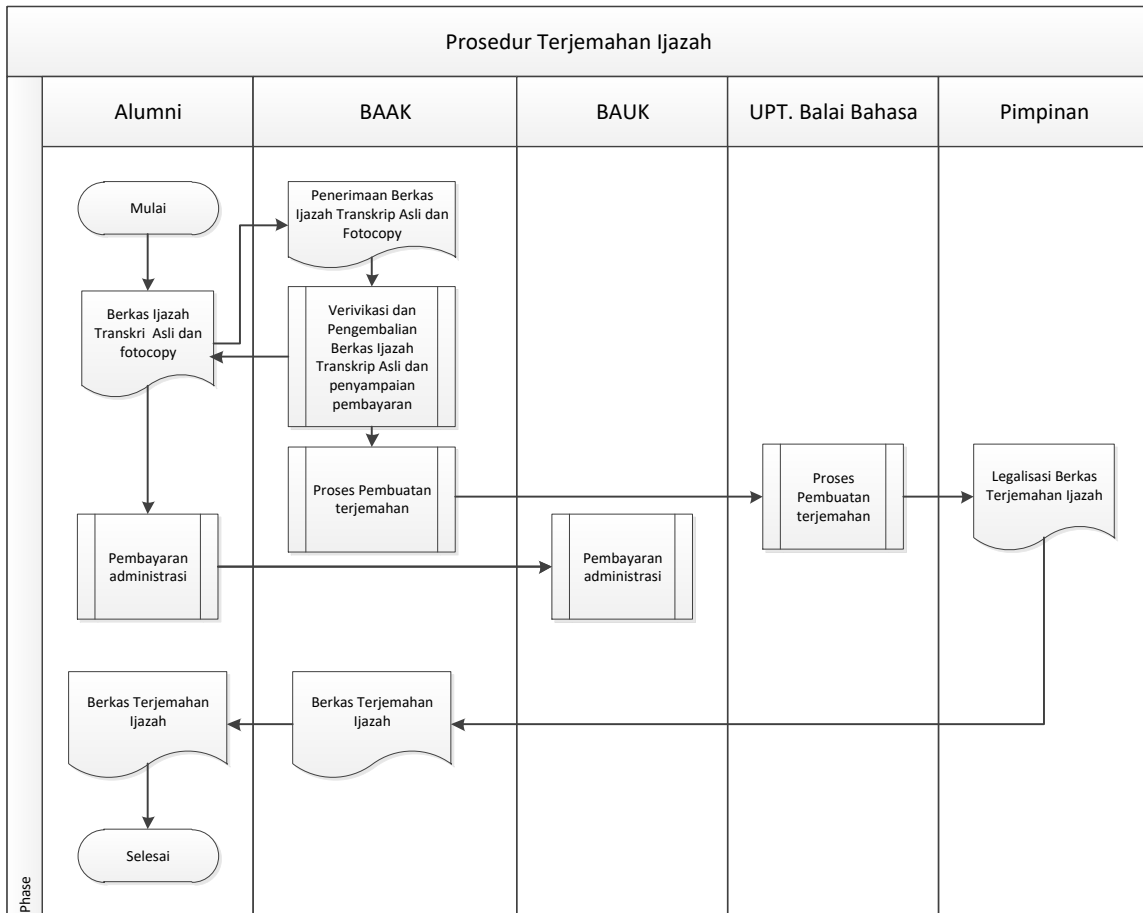 Prosedur Terjemahan Ijazah
Alumni
BAAK
BAUK
UPT. Balai Bahasa
Pimpinan
Mulai
Penerimaan Berkas
Ijazah Transkrip Asli dan
Fotocopy
Berkas Ijazah
Transkri Asli dan
fotocopy
Verivikasi dan
Pengembalian
Berkas Ijazah
Transkrip Asli dan
penyampaian
pembayaran
Proses Pembuatan
terjemahan
Proses
Pembuatan
terjemahan
Legalisasi Berkas
Terjemahan Ijazah
Pembayaran
administrasi
Pembayaran
administrasi
Berkas Terjemahan
Ijazah
Berkas Terjemahan
Ijazah
Selesai
Phase